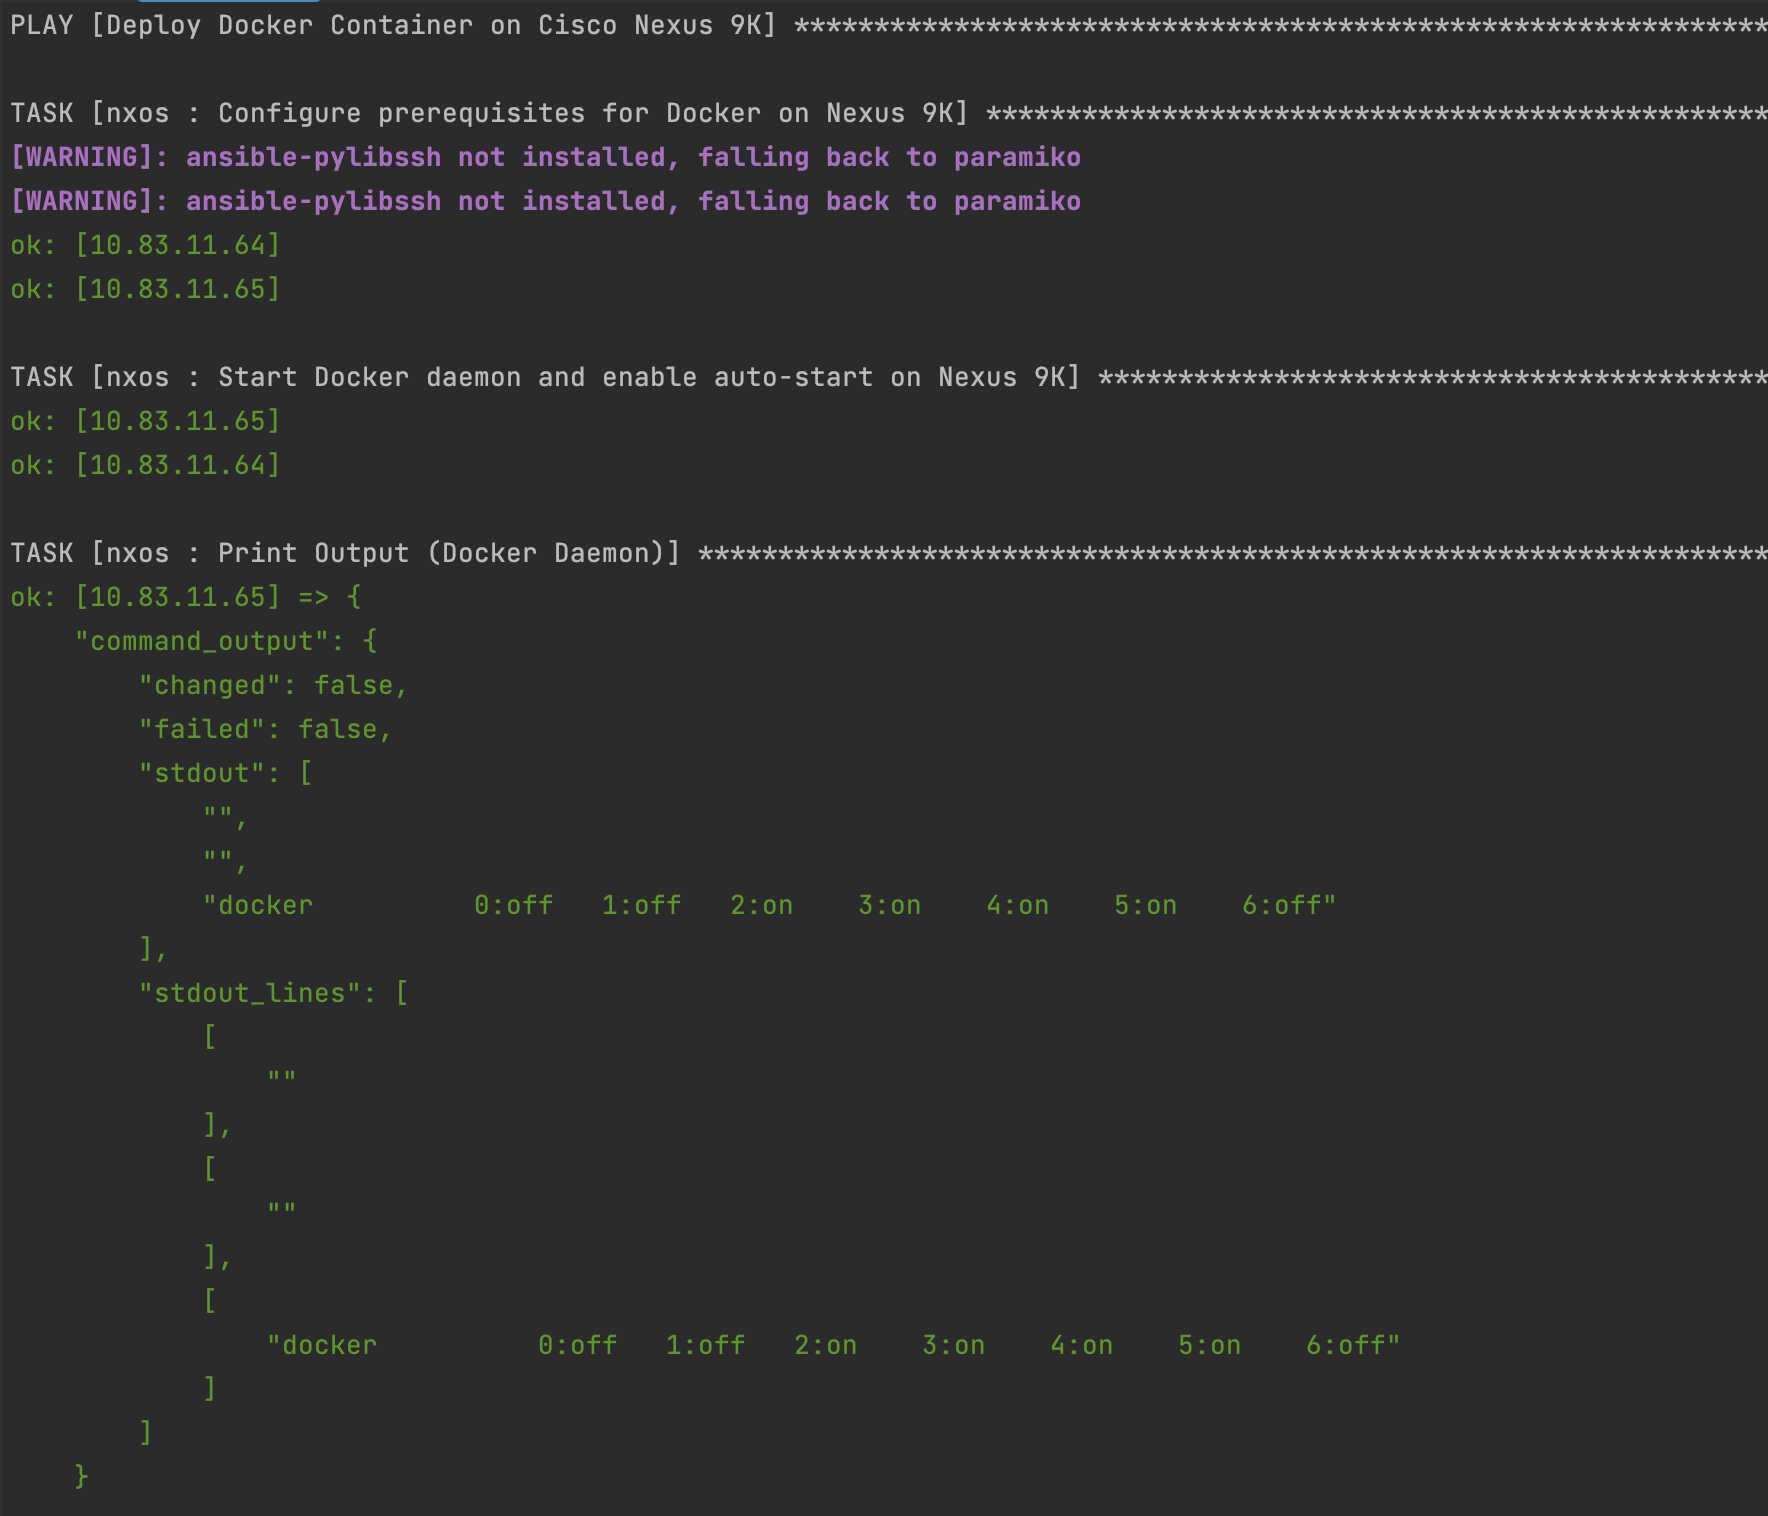 PLAY [Deploy Docker Container on Cisco Nexus 9K] *************************************************************
TASK [nxos : Configure prerequisites for Docker on Nexus 9K] *************************************************
[WARNING]: ansible-pylibssh not installed, falling back to paramiko
[WARNING]: ansible-pylibssh not installed, falling back to paramiko
ok: [10.83.11.64]
ok: [10.83.11.65]
TASK [nxos : Start Docker daemon and enable auto-start on Nexus 9K] ******************************************
ok: [10.83.11.65]
ok: [10.83.11.64]
TASK [nxos : Print Output (Docker Daemon)] *******************************************************************
ok: [10.83.11.65] => {
    "command_output": {
        "changed": false,
        "failed": false,
        "stdout": [
            "",
            "",
            "docker          0:off   1:off   2:on    3:on    4:on    5:on    6:off"
        ],
        "stdout_lines": [
            [
                ""
            ],
            [
                ""
            ],
            [
                "docker          0:off   1:off   2:on    3:on    4:on    5:on    6:off"
            ]
        ]
    }